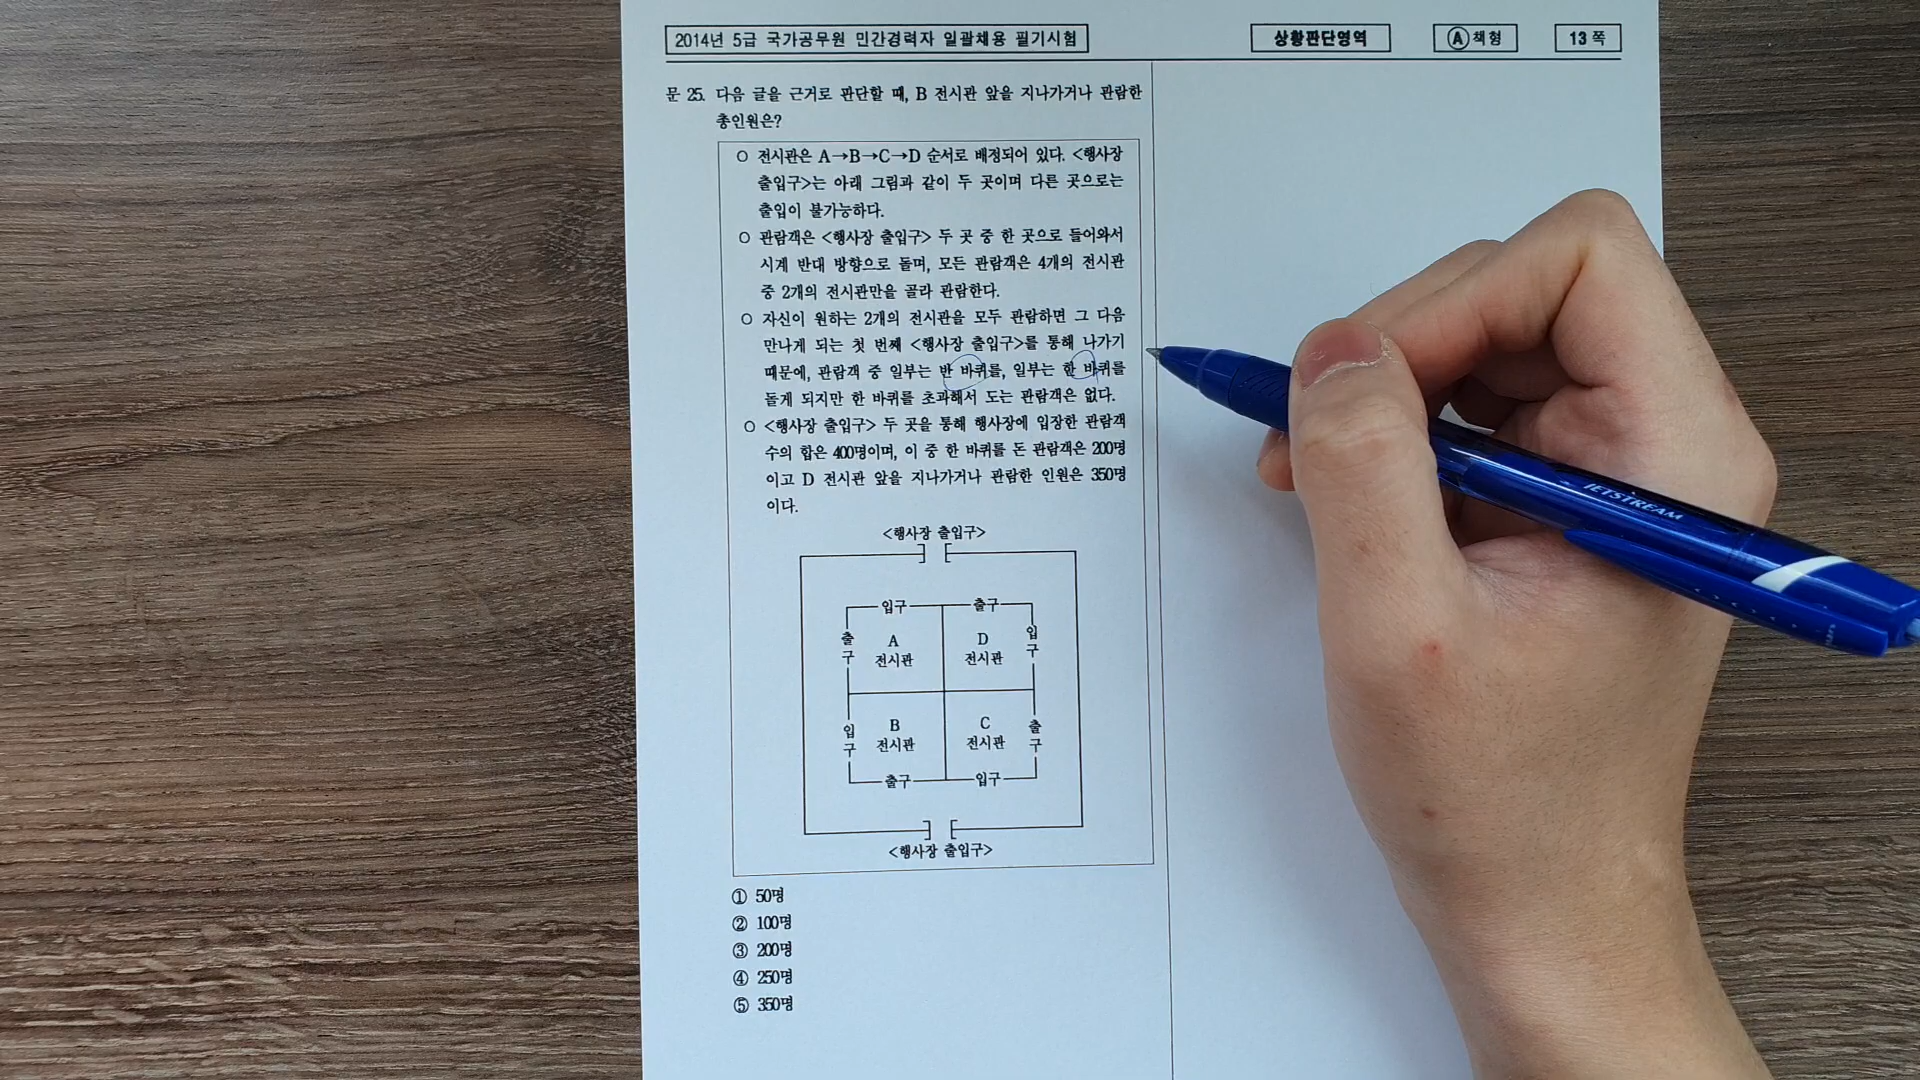 2014년 5급 국가공무원 민간경력자 일괄채용 필기시험
상황판단영역
Ⓐ책형
13쪽
문 25. 다음 글을 근거로 판단할 때, B 전시관 앞을 지나가거나 관람한
총인원은?
○ 전시관은 A→B→C→D 순서로 배정되어 있다. <행사장
출입구>는 아래 그림과 같이 두 곳이며 다른 곳으로는
출입이 불가능하다.
○ 관람객은 <행사장 출입구> 두 곳 중 한 곳으로 들어와서
시계 반대 방향으로 돌며, 모든 관람객은 4개의 전시관
중 2개의 전시관만을 골라 관람한다.
○ 자신이 원하는 2개의 전시관을 모두 관람하면 그 다음
만나게 되는 첫 번째 <행사장 출입구>를 통해 나가기
때문에, 관람객 중 일부는 반 바퀴를, 일부는 한 바퀴를
돌게 되지만 한 바퀴를 초과해서 도는 관람객은 없다.
○ <행사장 출입구> 두 곳을 통해 행사장에 입장한 관람객
수의 합은 400명이며, 이 중 한 바퀴를 돈 관람객은 200명
이고 D 전시관 앞을 지나가거나 관람한 인원은 350명
이다.
<행사장 출입구>
입구 출구
출구 A 전시관 D 전시관 입구
입구 B 전시관 C 전시관 출구
출구 입구
<행사장 출입구>
① 50명
② 100명
③ 200명
④ 250명
⑤ 350명
JETSTREAM